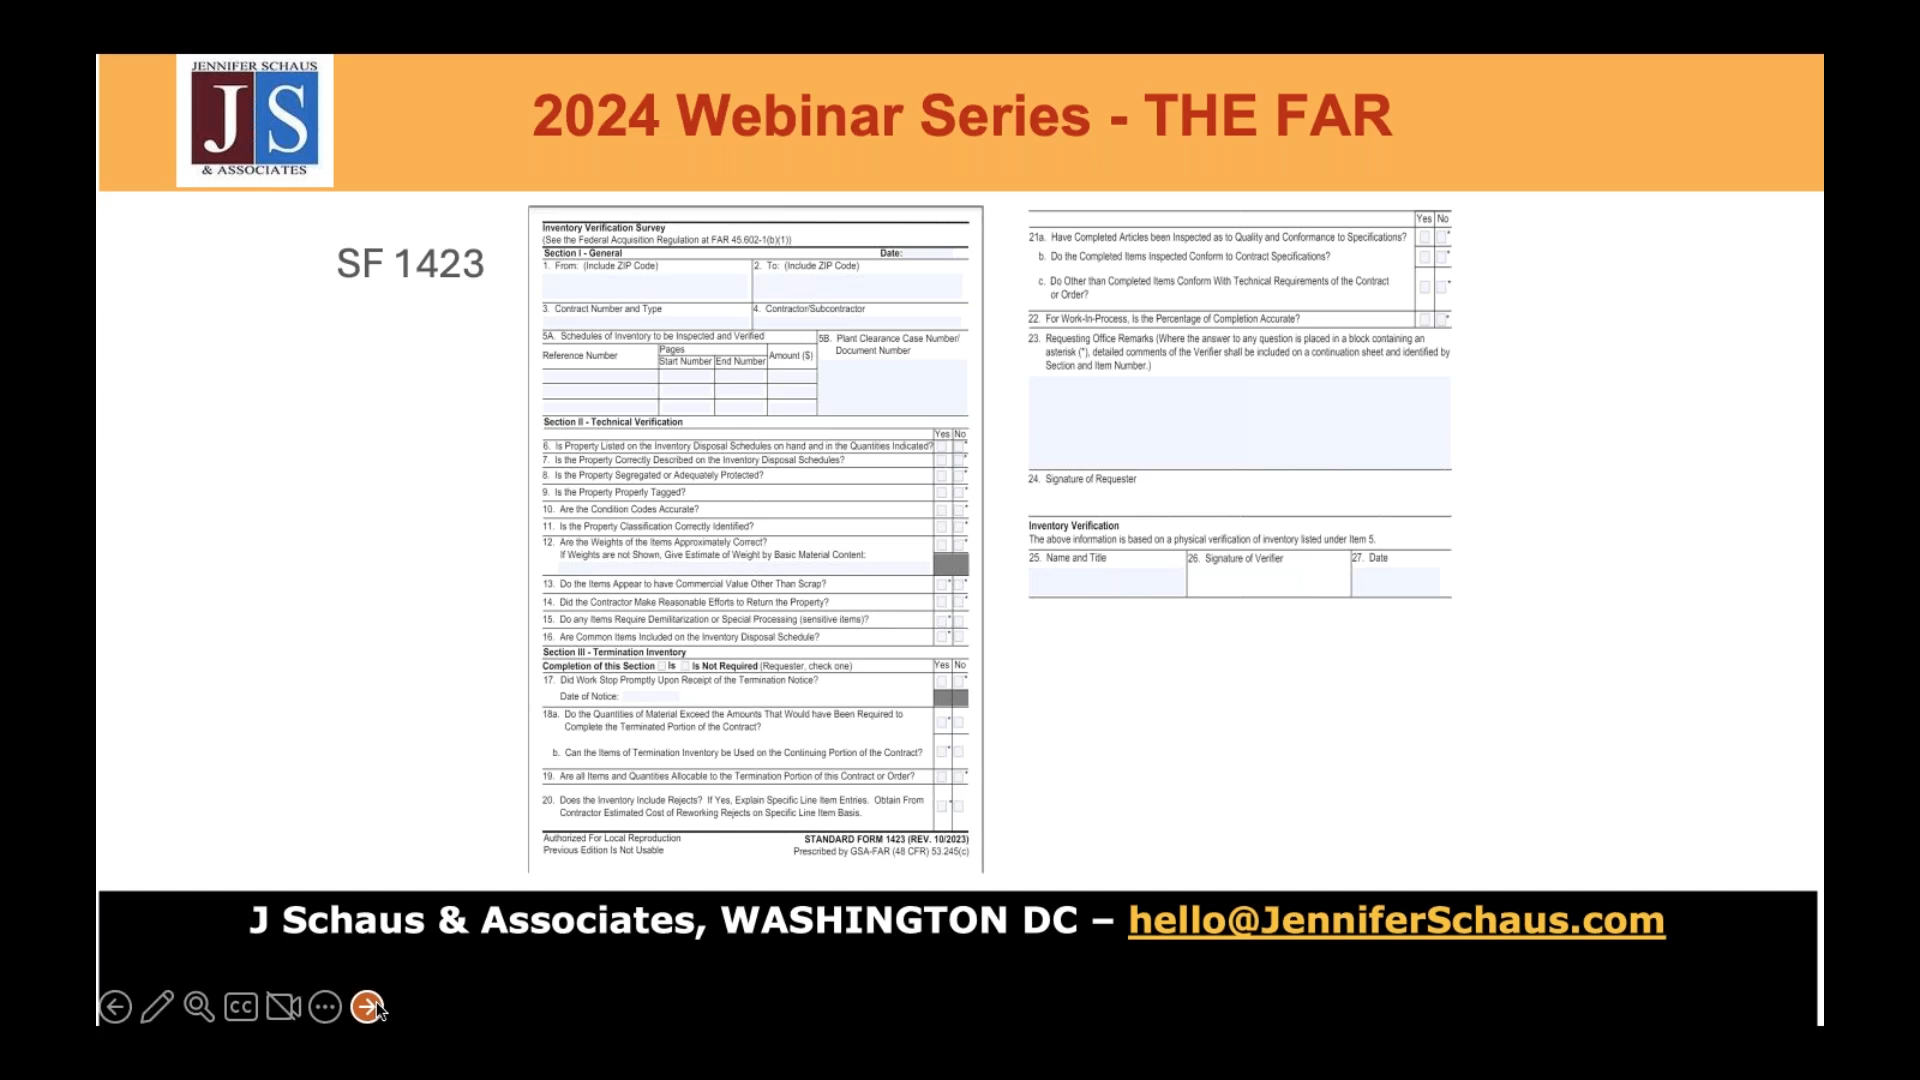 JENNIFER SCHAUS
JS
& ASSOCIATES
2024 Webinar Series - THE FAR
SF 1423
Inventory Verification Survey
(See the Federal Acquisition Regulation at FAR 45.602-1(b)(1))
Section I - General Date:
1. From: (Include ZIP Code) 2. To: (Include ZIP Code)
3. Contract Number and Type 4. Contractor/Subcontractor
5A. Schedules of Inventory to be Inspected and Verified
5B. Plant Clearance Case Number/
Document Number
Reference Number
Pages
Start Number End Number
Amount ($)
Section II - Technical Verification
Yes No
6. Is Property Listed on the Inventory Disposal Schedules on hand and in the Quantities Indicated? *
7. Is the Property Correctly Described on the Inventory Disposal Schedules? *
8. Is the Property Segregated or Adequately Protected? *
9. Is the Property Properly Tagged? *
10. Are the Condition Codes Accurate? *
11. Is the Property Classification Correctly Identified? *
12. Are the Weights of the Items Approximately Correct? *
If Weights are not Shown, Give Estimate of Weight by Basic Material Content:
13. Do the Items Appear to have Commercial Value Other Than Scrap? * *
14. Did the Contractor Make Reasonable Efforts to Return the Property? *
15. Do any Items Require Demilitarization or Special Processing (sensitive items)? *
16. Are Common Items Included on the Inventory Disposal Schedule? *
Section III - Termination Inventory
Completion of this Section Is Is Not Required (Requester, check one) Yes No
17. Did Work Stop Promptly Upon Receipt of the Termination Notice? *
Date of Notice:
18a. Do the Quantities of Material Exceed the Amounts That Would have Been Required to
Complete the Terminated Portion of the Contract? *
b. Can the Items of Termination Inventory be Used on the Continuing Portion of the Contract? *
19. Are all Items and Quantities Allocable to the Termination Portion of this Contract or Order? *
20. Does the Inventory Include Rejects? If Yes, Explain Specific Line Item Entries. Obtain From
Contractor Estimated Cost of Reworking Rejects on Specific Line Item Basis. *
Authorized For Local Reproduction
Previous Edition Is Not Usable
STANDARD FORM 1423 (REV. 10/2023)
Prescribed by GSA-FAR (48 CFR) 53.245(c)
Yes No
21a. Have Completed Articles been Inspected as to Quality and Conformance to Specifications? *
b. Do the Completed Items Inspected Conform to Contract Specifications? *
c. Do Other than Completed Items Conform With Technical Requirements of the Contract
or Order? *
22. For Work-In-Process, Is the Percentage of Completion Accurate? *
23. Requesting Office Remarks (Where the answer to any question is placed in a block containing an
asterisk (*), detailed comments of the Verifier shall be included on a continuation sheet and identified by
Section and Item Number.)
24. Signature of Requester
Inventory Verification
The above information is based on a physical verification of inventory listed under Item 5.
25. Name and Title 26. Signature of Verifier 27. Date
J Schaus & Associates, WASHINGTON DC – hello@JenniferSchaus.com
CC